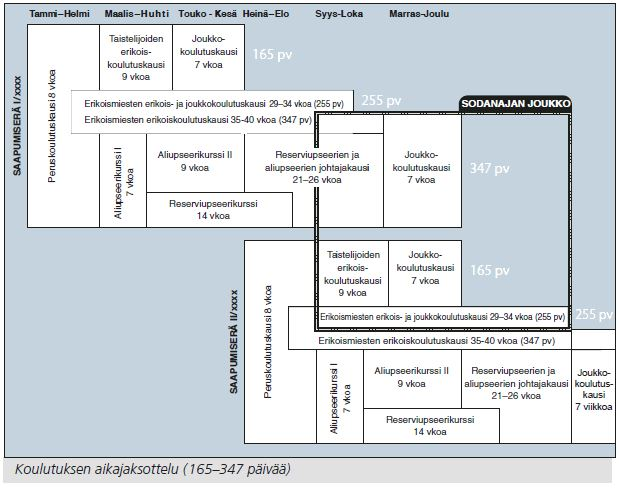 Tammi–Helmi Maalis–Huhti Touko - Kesä Heinä–Elo Syys-Loka Marras-Joulu
SAAPUMISERÄ I/xxxx
Peruskoulutuskausi 8 vkoa
Taistelijoiden
erikois-
koulutuskausi
9 vkoa
Joukko-
koulutuskausi
7 vkoa
165 pv
Erikoismiesten erikois- ja joukkokoulutuskausi 29–34 vkoa (255 pv)
255 pv
Erikoismiesten erikoiskoulutuskausi 35-40 vkoa (347 pv)
SODANAJAN JOUKKO
Aliupseerikurssi I
7 vkoa
Aliupseerikurssi II
9 vkoa
Reserviupseerikurssi
14 vkoa
Reserviupseerien ja
aliupseerien johtajakausi
21–26 vkoa
Joukko-
koulutuskausi
7 vkoa
347 pv
SAAPUMISERÄ II/xxxx
Peruskoulutuskausi 8 vkoa
Taistelijoiden
erikois-
koulutuskausi
9 vkoa
Joukko-
koulutuskausi
7 vkoa
165 pv
Erikoismiesten erikois- ja joukkokoulutuskausi 29–34 vkoa (255 pv)
255 pv
Erikoismiesten erikoiskoulutuskausi 35-40 vkoa (347 pv)
Aliupseerikurssi I
7 vkoa
Aliupseerikurssi II
9 vkoa
Reserviupseerikurssi
14 vkoa
Reserviupseerien ja
aliupseerien johtajakausi
21–26 vkoa
Joukko-
koulutus-
kausi
7 viikkoa
Koulutuksen aikajaksottelu (165–347 päivää)